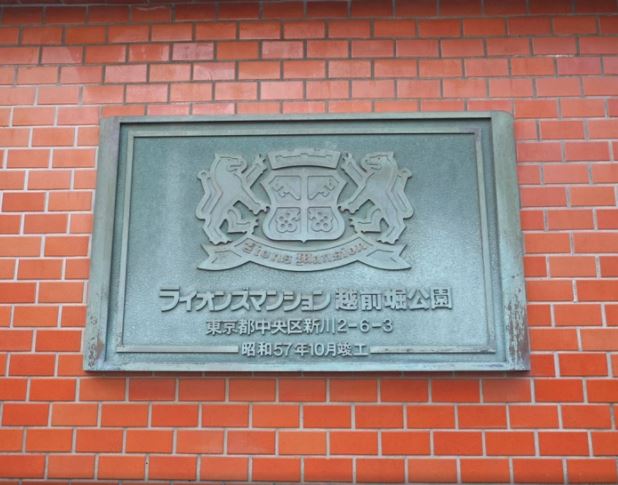 Lions Mansion
ライオンズマンション越前堀公園
東京都中央区新川2-6-3
昭和57年10月竣工